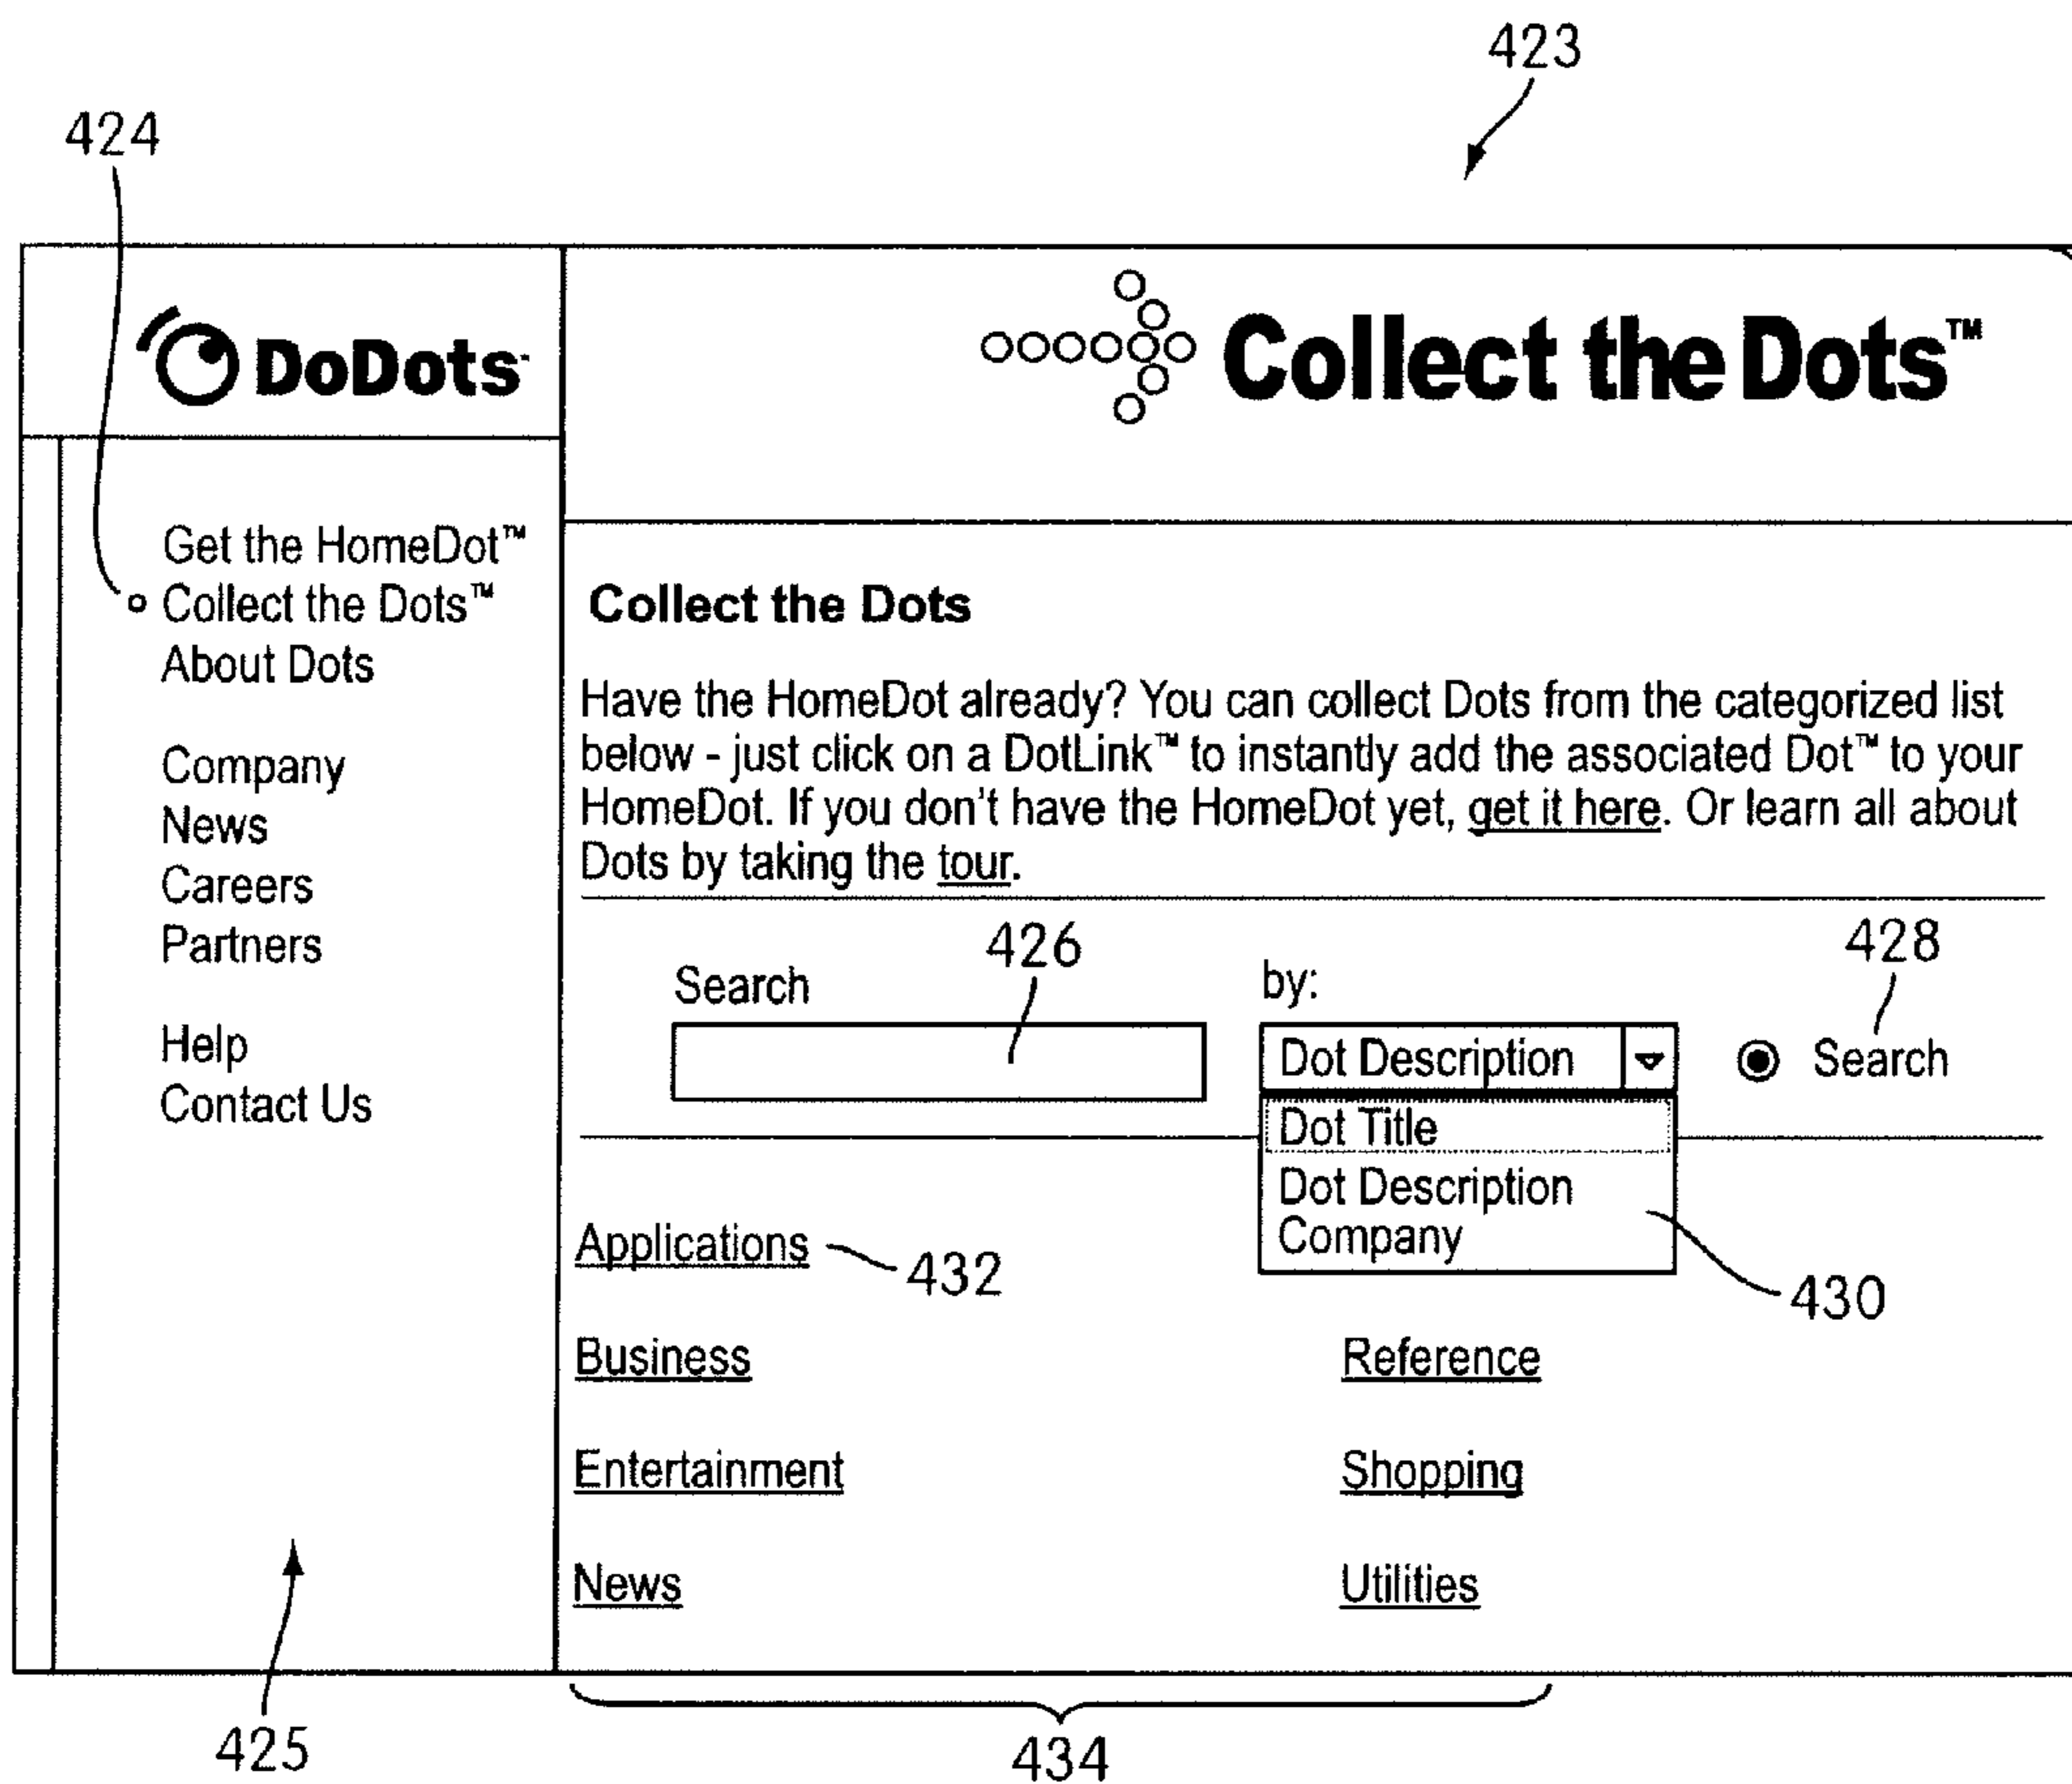 423
424
DoDots
Collect the Dots™
Get the HomeDot™
Collect the Dots™
About Dots
Company
News
Careers
Partners
Help
Contact Us
Collect the Dots
Have the HomeDot already? You can collect Dots from the categorized list
below - just click on a DotLink™ to instantly add the associated Dot™ to your
HomeDot. If you don't have the HomeDot yet, get it here. Or learn all about
Dots by taking the tour.
426
428
Search
by:
Dot Description
Search
Dot Title
Dot Description
Company
430
Applications
432
Business
Reference
Entertainment
Shopping
News
Utilities
425
434